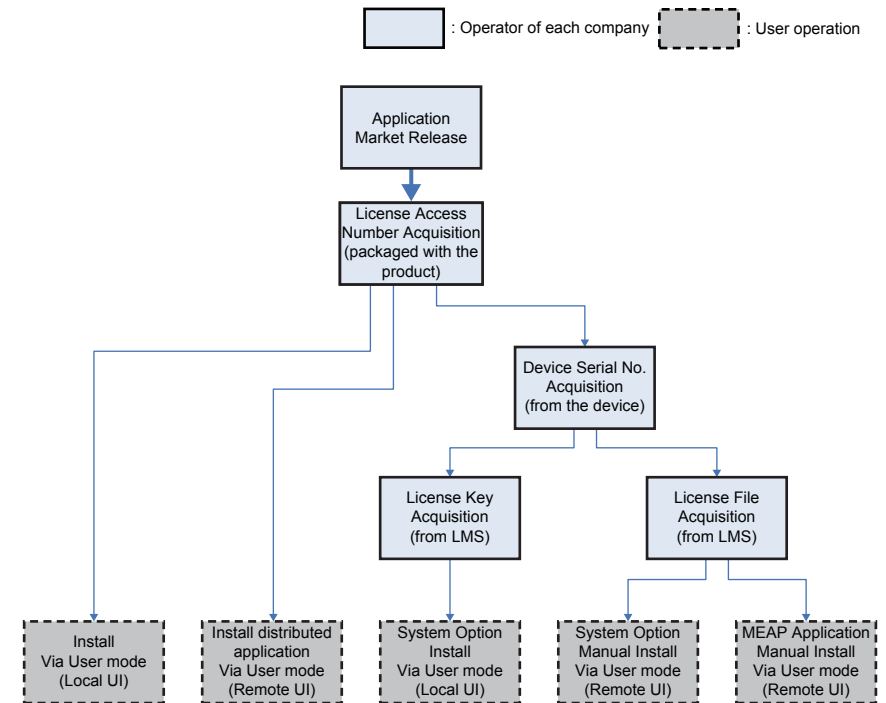 : Operator of each company
: User operation
Application
Market Release
License Access
Number Acquisition
(packaged with the
product)
Device Serial No.
Acquisition
(from the device)
License Key
Acquisition
(from LMS)
License File
Acquisition
(from LMS)
Install
Via User mode
(Local UI)
Install distributed
application
Via User mode
(Remote UI)
System Option
Install
Via User mode
(Local UI)
System Option
Manual Install
Via User mode
(Remote UI)
MEAP Application
Manual Install
Via User mode
(Remote UI)